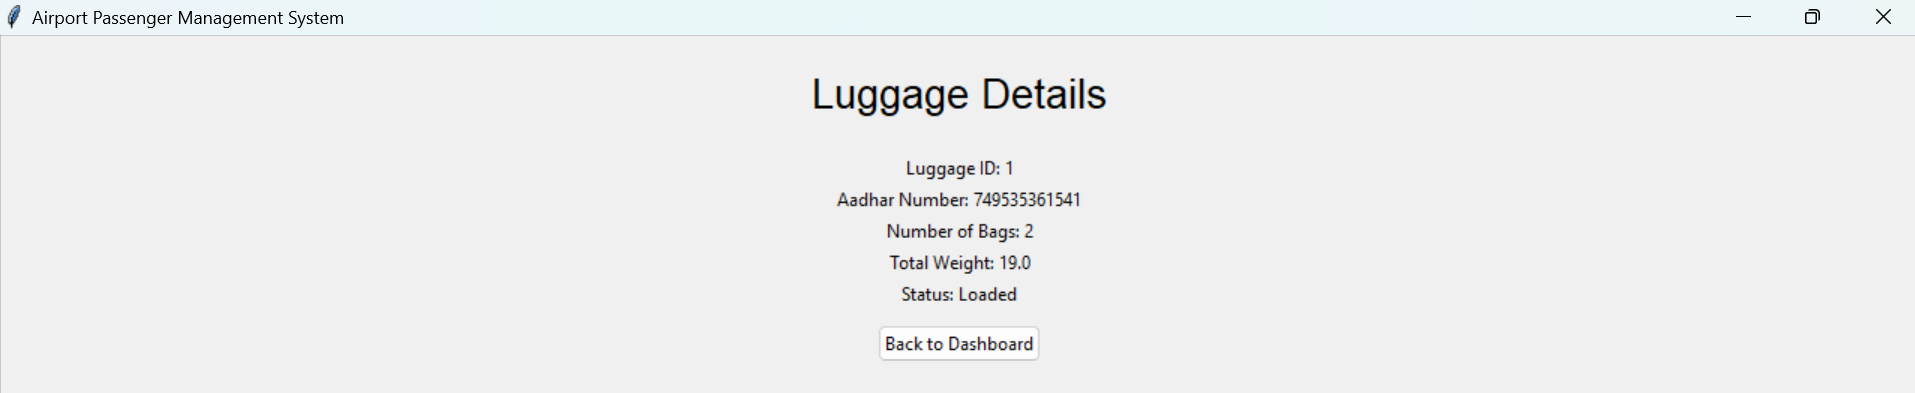 Airport Passenger Management System
Luggage Details
Luggage ID: 1
Aadhar Number: 749535361541
Number of Bags: 2
Total Weight: 19.0
Status: Loaded
Back to Dashboard